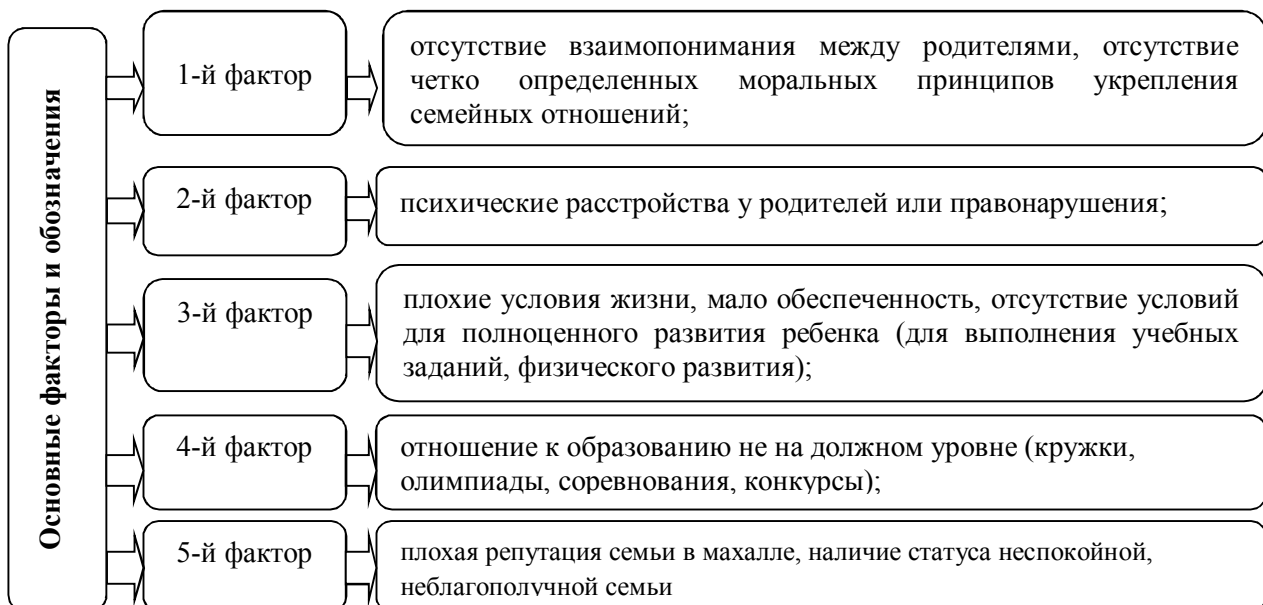 Основные факторы и обозначения
1-й фактор
отсутствие взаимопонимания между родителями, отсутствие
четко определенных моральных принципов укрепления
семейных отношений;
2-й фактор
психические расстройства у родителей или правонарушения;
3-й фактор
плохие условия жизни, мало обеспеченность, отсутствие условий
для полноценного развития ребенка (для выполнения учебных
заданий, физического развития);
4-й фактор
отношение к образованию не на должном уровне (кружки,
олимпиады, соревнования, конкурсы);
5-й фактор
плохая репутация семьи в махалле, наличие статуса неспокойной,
неблагополучной семьи